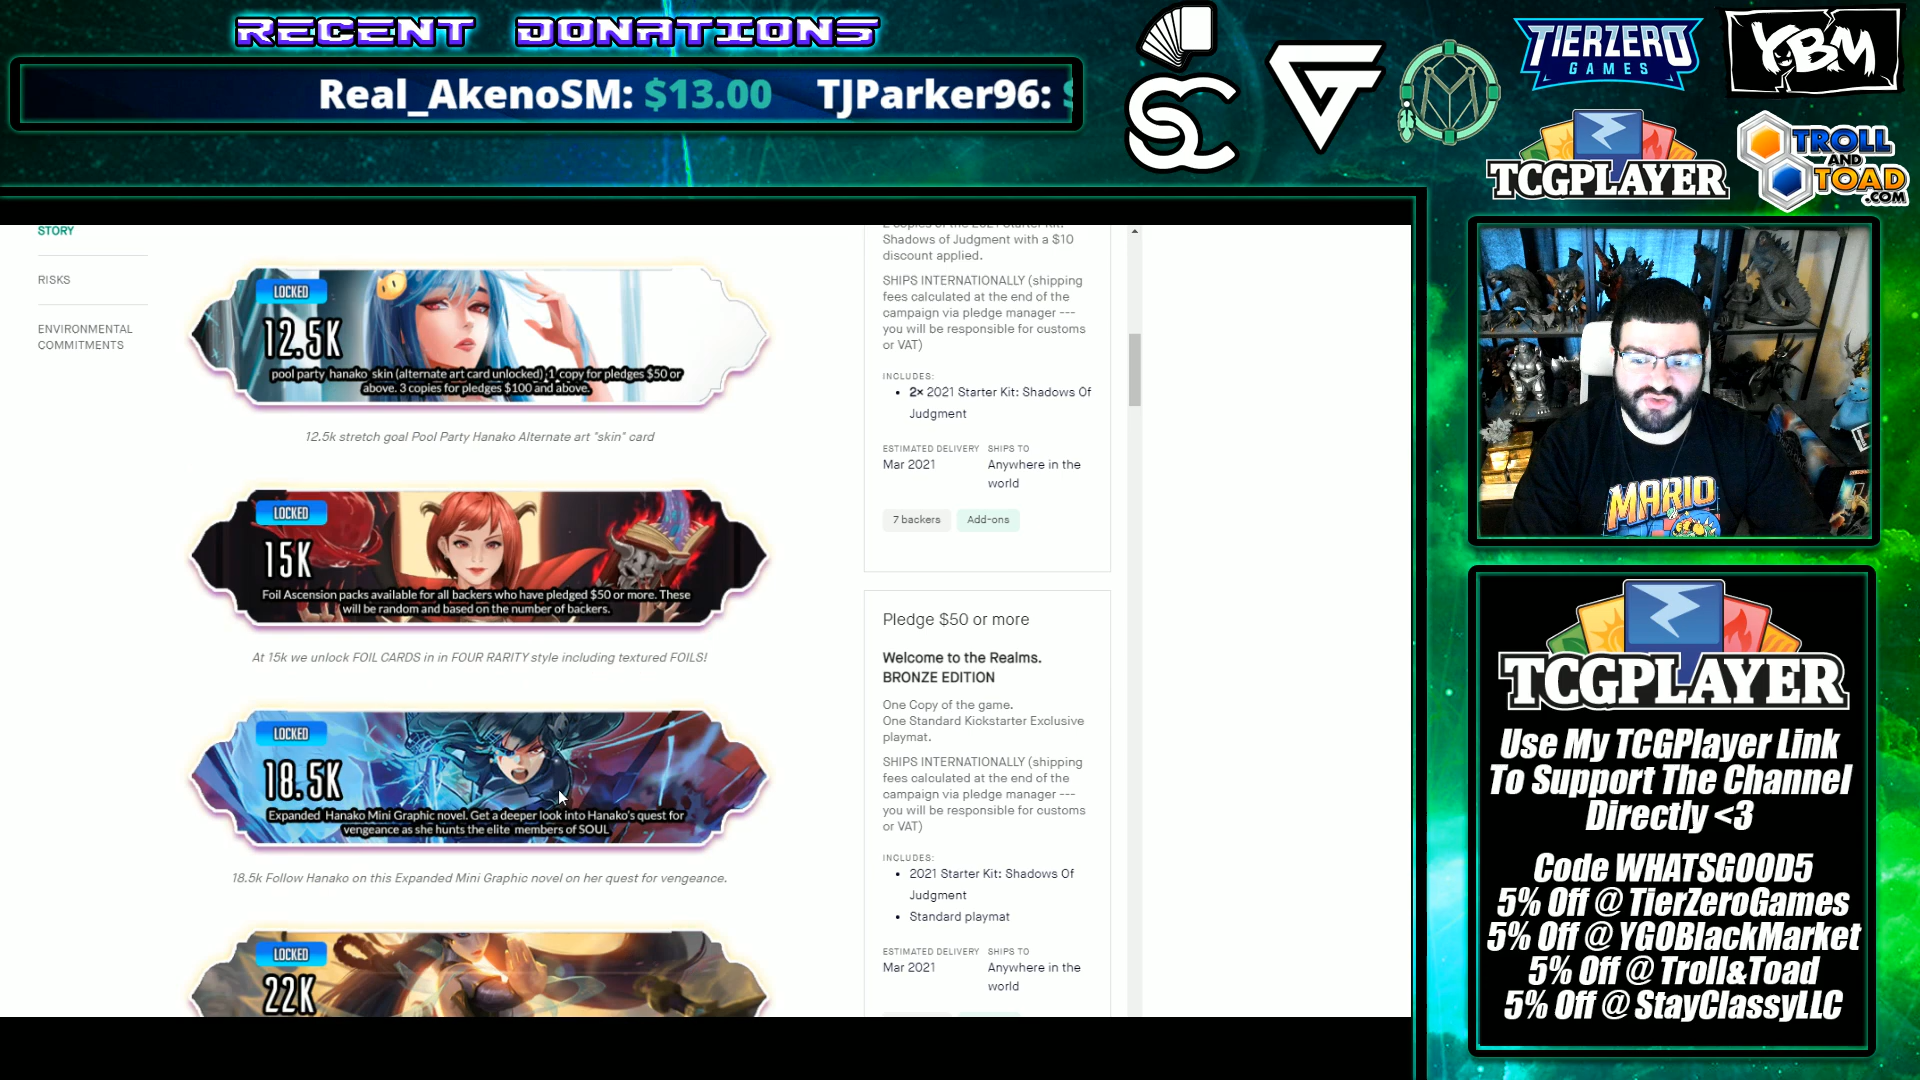 RECENT DONATIONS
Real_AkenoSM: $13.00 TJParker96: $
SC
TIERZERO
GAMES
YBM
TCGPLAYER
TROLL
AND
TOAD
.COM
STORY
RISKS
ENVIRONMENTAL
COMMITMENTS
LOCKED
12.5K
pool party hanako skin (alternate art card unlocked) 1 copy for pledges $50 or
above. 3 copies for pledges $100 and above.
12.5k stretch goal Pool Party Hanako Alternate art "skin" card
LOCKED
15K
Foil Ascension packs available for all backers who have pledged $50 or more. These
will be random and based on the number of backers.
At 15k we unlock FOIL CARDS in in FOUR RARITY style including textured FOILS!
LOCKED
18.5K
Expanded Hanako Mini Graphic novel. Get a deeper look into Hanako's quest for
vengeance as she hunts the elite members of SOUL
18.5k Follow Hanako on this Expanded Mini Graphic novel on her quest for vengeance.
LOCKED
22K
2 copies of the 2021 Starter Kit:
Shadows of Judgment with a $10
discount applied.
SHIPS INTERNATIONALLY (shipping
fees calculated at the end of the
campaign via pledge manager ---
you will be responsible for customs
or VAT)
INCLUDES:
• 2× 2021 Starter Kit: Shadows Of
Judgment
ESTIMATED DELIVERY SHIPS TO
Mar 2021 Anywhere in the
world
7 backers Add-ons
Pledge $50 or more
Welcome to the Realms.
BRONZE EDITION
One Copy of the game.
One Standard Kickstarter Exclusive
playmat.
SHIPS INTERNATIONALLY (shipping
fees calculated at the end of the
campaign via pledge manager ---
you will be responsible for customs
or VAT)
INCLUDES:
• 2021 Starter Kit: Shadows Of
Judgment
• Standard playmat
ESTIMATED DELIVERY SHIPS TO
Mar 2021 Anywhere in the
world
MARIO
TCGPLAYER
Use My TCGPlayer Link
To Support The Channel
Directly <3
Code WHATSGOOD5
5% Off @ TierZeroGames
5% Off @ YGOBlackMarket
5% Off @ Troll&Toad
5% Off @ StayClassyLLC